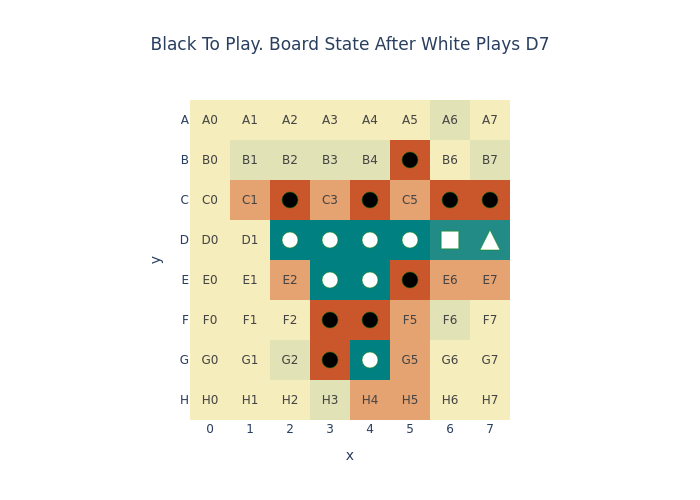 Black To Play. Board State After White Plays D7
A A0 A1 A2 A3 A4 A5 A6 A7
B B0 B1 B2 B3 B4 B6 B7
C C0 C1 C3 C5
D D0 D1
E E0 E1 E2 E6 E7
F F0 F1 F2 F5 F6 F7
G G0 G1 G2 G5 G6 G7
H H0 H1 H2 H3 H4 H5 H6 H7
0 1 2 3 4 5 6 7
x
y